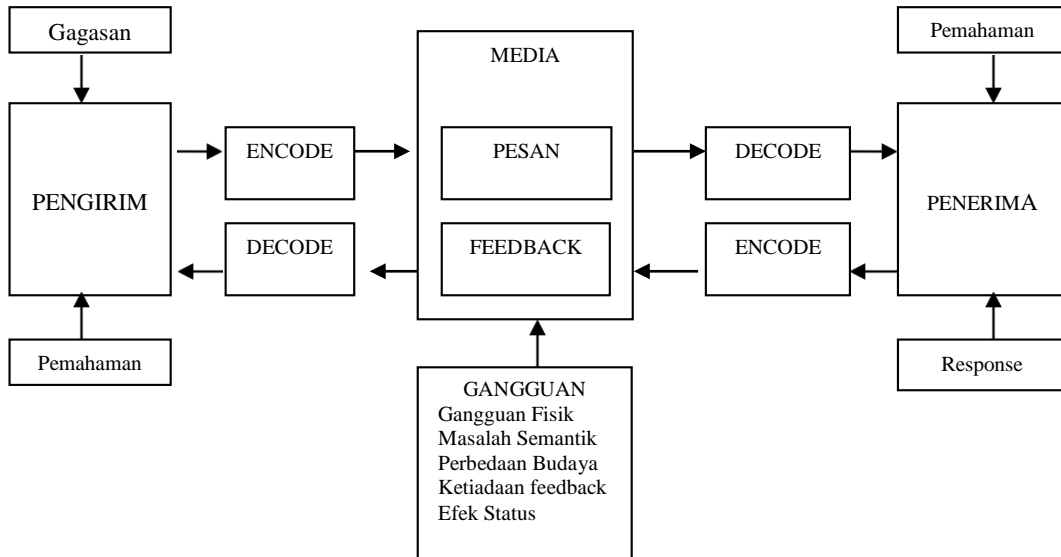 Gagasan
Pemahaman
MEDIA
ENCODE
PESAN
DECODE
PENGIRIM
PENERIMA
DECODE
FEEDBACK
ENCODE
Pemahaman
Response
GANGGUAN
Gangguan Fisik
Masalah Semantik
Perbedaan Budaya
Ketiadaan feedback
Efek Status